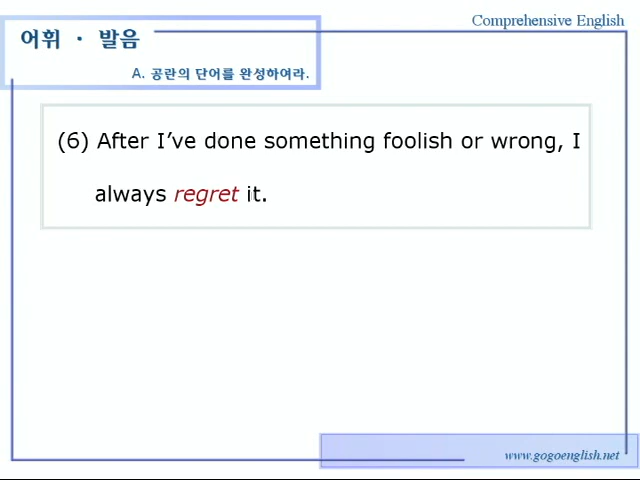 Comprehensive English
어휘 · 발음
A. 공란의 단어를 완성하여라.
(6) After I’ve done something foolish or wrong, I
always regret it.
www.gogoenglish.net